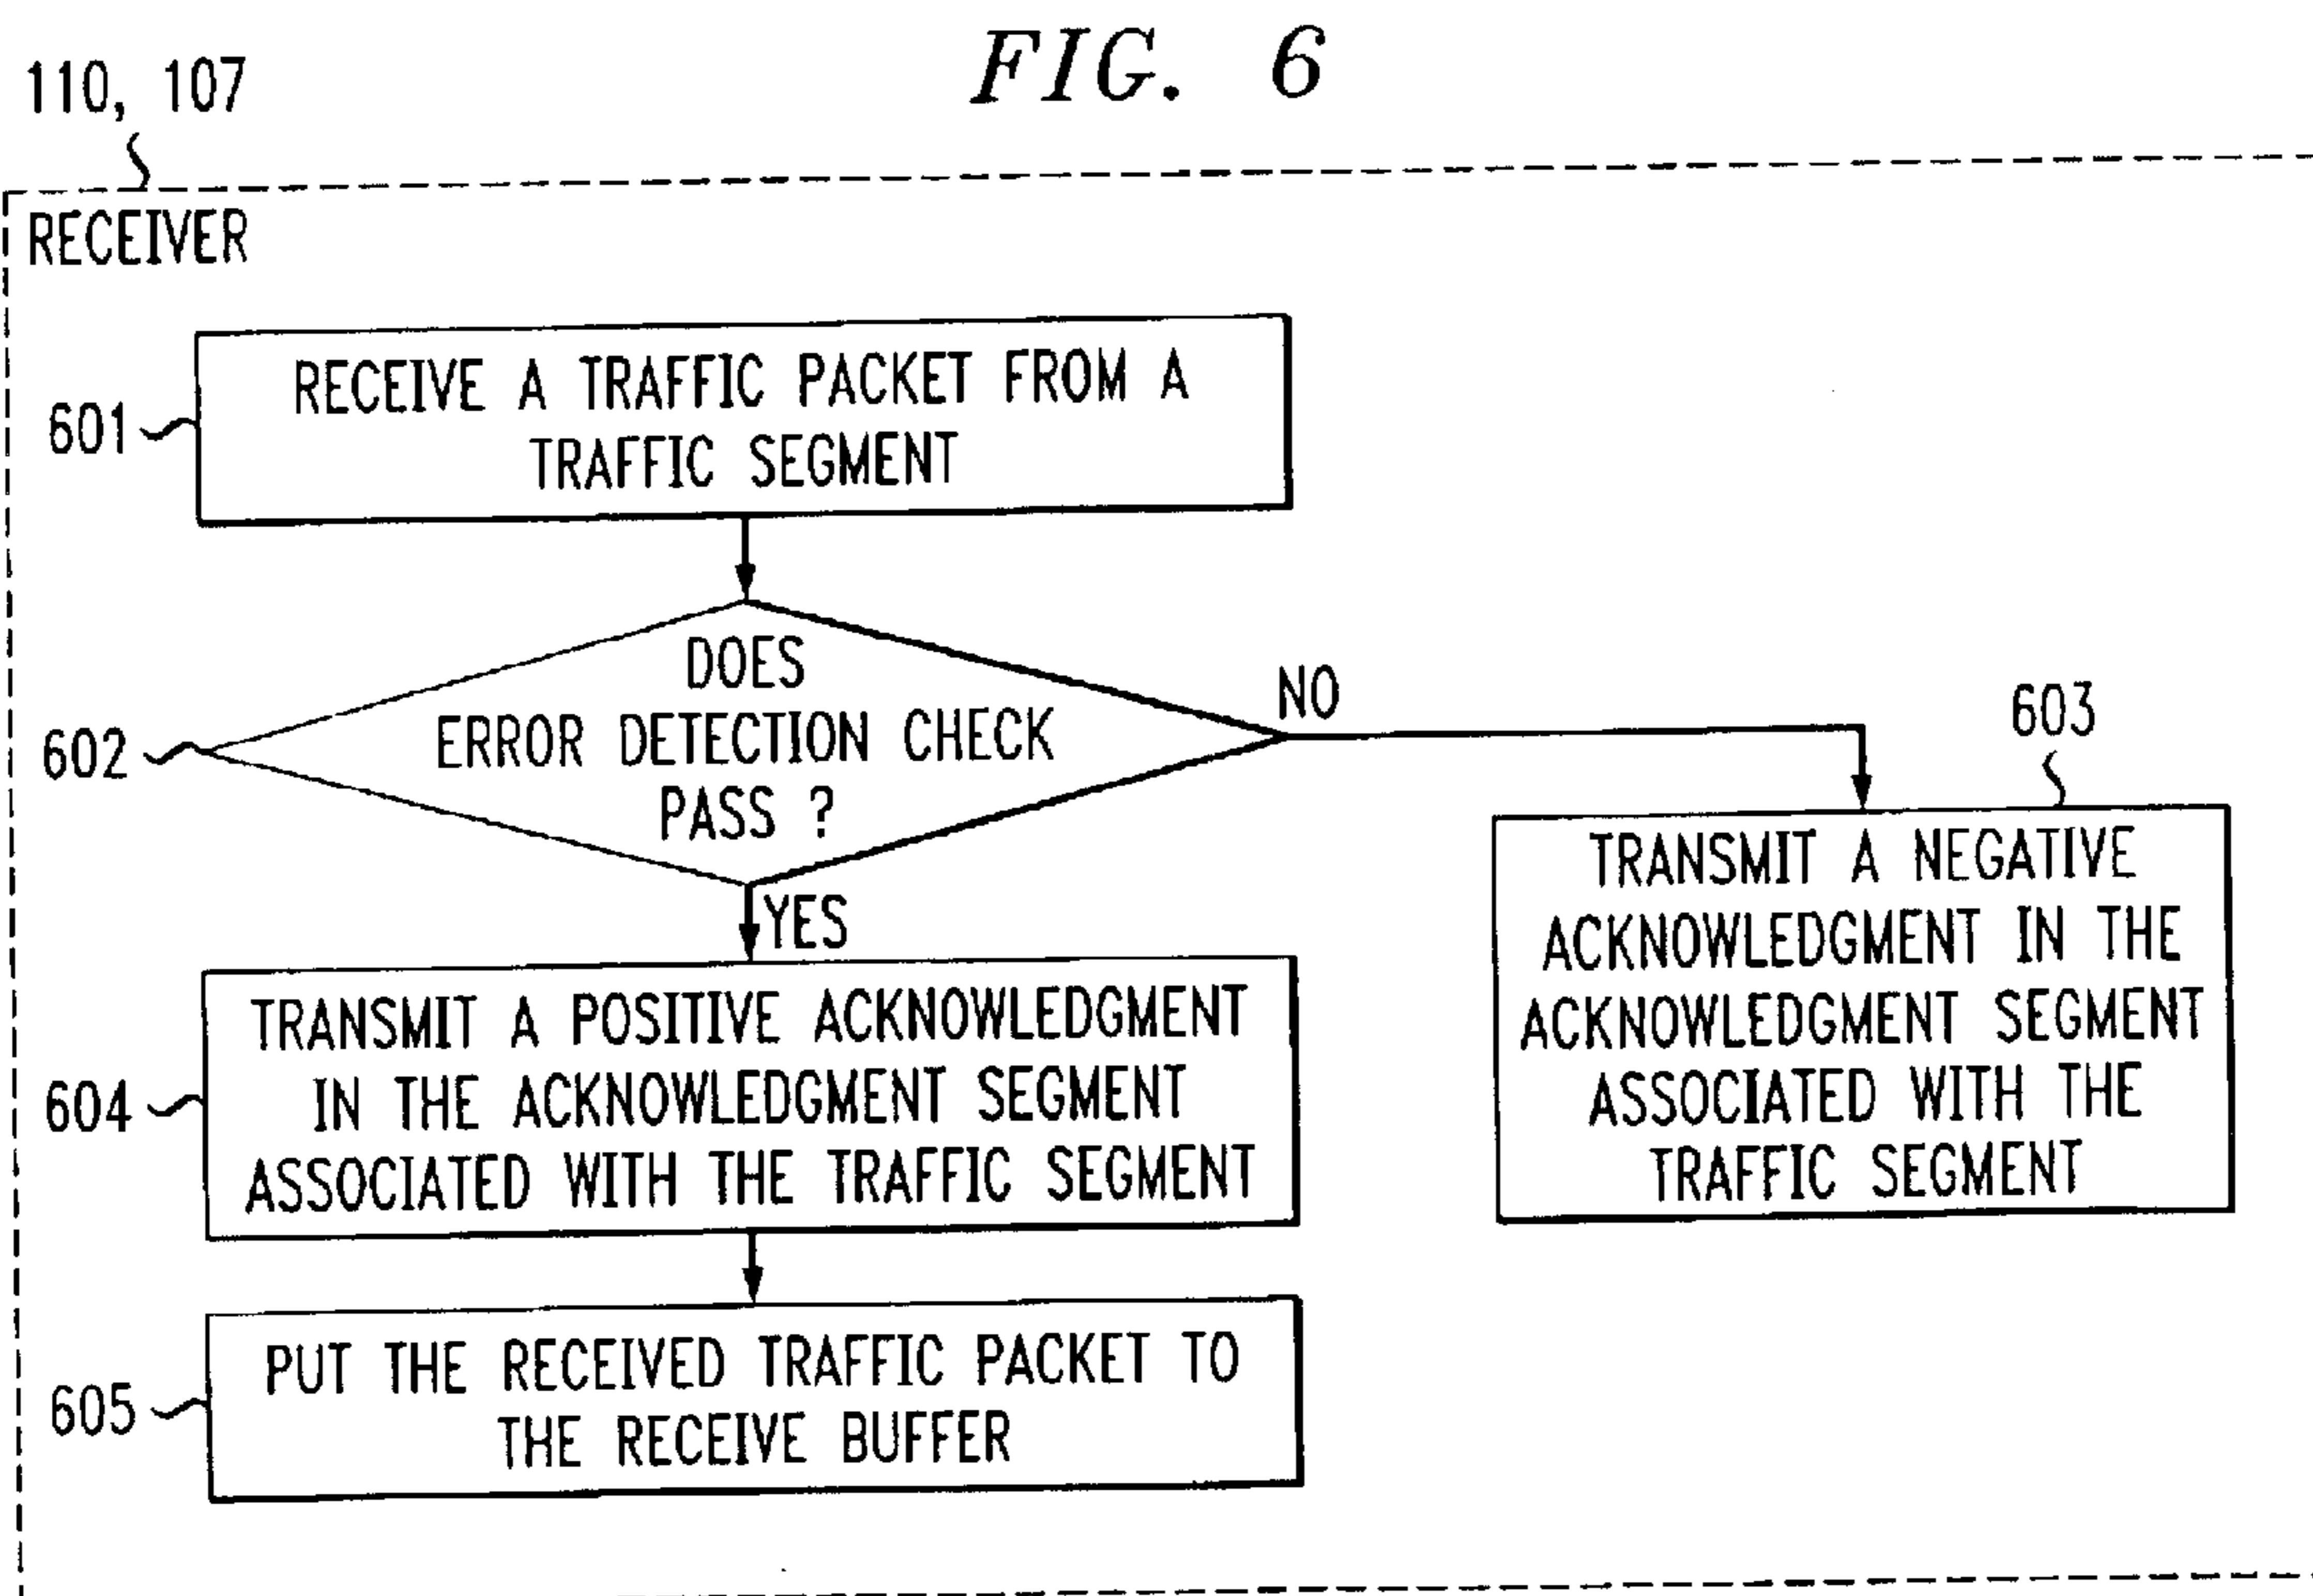 FIG. 6
110, 107
RECEIVER
601
RECEIVE A TRAFFIC PACKET FROM A
TRAFFIC SEGMENT
602
DOES
ERROR DETECTION CHECK
PASS ?
NO
YES
603
TRANSMIT A NEGATIVE
ACKNOWLEDGMENT IN THE
ACKNOWLEDGMENT SEGMENT
ASSOCIATED WITH THE
TRAFFIC SEGMENT
604
TRANSMIT A POSITIVE ACKNOWLEDGMENT
IN THE ACKNOWLEDGMENT SEGMENT
ASSOCIATED WITH THE TRAFFIC SEGMENT
605
PUT THE RECEIVED TRAFFIC PACKET TO
THE RECEIVE BUFFER